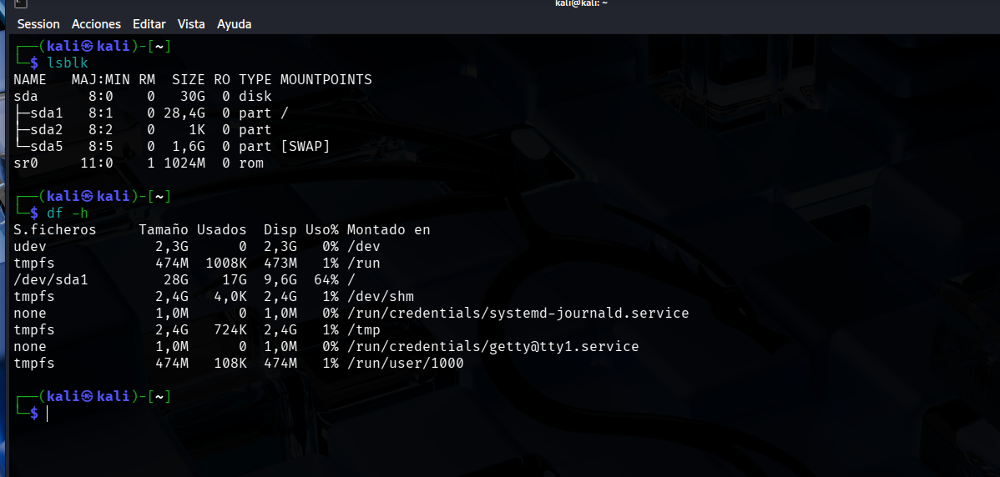 kali@kali: ~
Session Acciones Editar Vista Ayuda
┌──(kali㉿kali)-[~]
└─$ lsblk
NAME   MAJ:MIN RM  SIZE RO TYPE MOUNTPOINTS
sda      8:0    0   30G  0 disk
├─sda1   8:1    0 28,4G  0 part /
├─sda2   8:2    0    1K  0 part
└─sda5   8:5    0  1,6G  0 part [SWAP]
sr0     11:0    1 1024M  0 rom
┌──(kali㉿kali)-[~]
└─$ df -h
S.ficheros     Tamaño Usados  Disp Uso% Montado en
udev             2,3G      0  2,3G   0% /dev
tmpfs            474M  1008K  473M   1% /run
/dev/sda1         28G    17G  9,6G  64% /
tmpfs            2,4G   4,0K  2,4G   1% /dev/shm
none             1,0M      0  1,0M   0% /run/credentials/systemd-journald.service
tmpfs            2,4G   724K  2,4G   1% /tmp
none             1,0M      0  1,0M   0% /run/credentials/getty@tty1.service
tmpfs            474M   108K  474M   1% /run/user/1000
┌──(kali㉿kali)-[~]
└─$